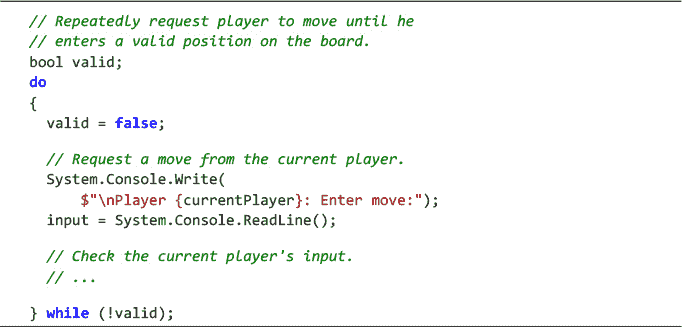 // Repeatedly request player to move until he
// enters a valid position on the board.
bool valid;
do
{
  valid = false;

  // Request a move from the current player.
  System.Console.Write(
      $"\nPlayer {currentPlayer}: Enter move:");
  input = System.Console.ReadLine();

  // Check the current player's input.
  // ...

} while (!valid);